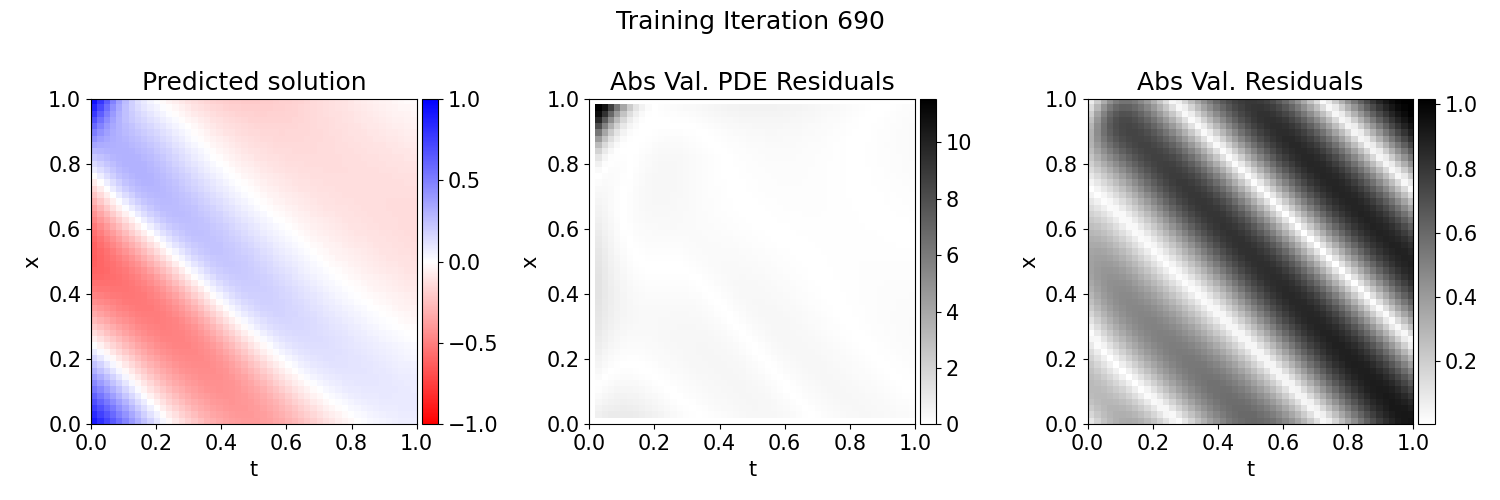 Training Iteration 690
Predicted solution
Abs Val. PDE Residuals
Abs Val. Residuals
1.0
0.8
0.6
0.4
0.2
0.0
x
0.0 0.2 0.4 0.6 0.8 1.0
t
1.0
0.5
0.0
−0.5
−1.0
1.0
0.8
0.6
0.4
0.2
0.0
x
0.0 0.2 0.4 0.6 0.8 1.0
t
10
8
6
4
2
0
1.0
0.8
0.6
0.4
0.2
0.0
x
0.0 0.2 0.4 0.6 0.8 1.0
t
1.0
0.8
0.6
0.4
0.2